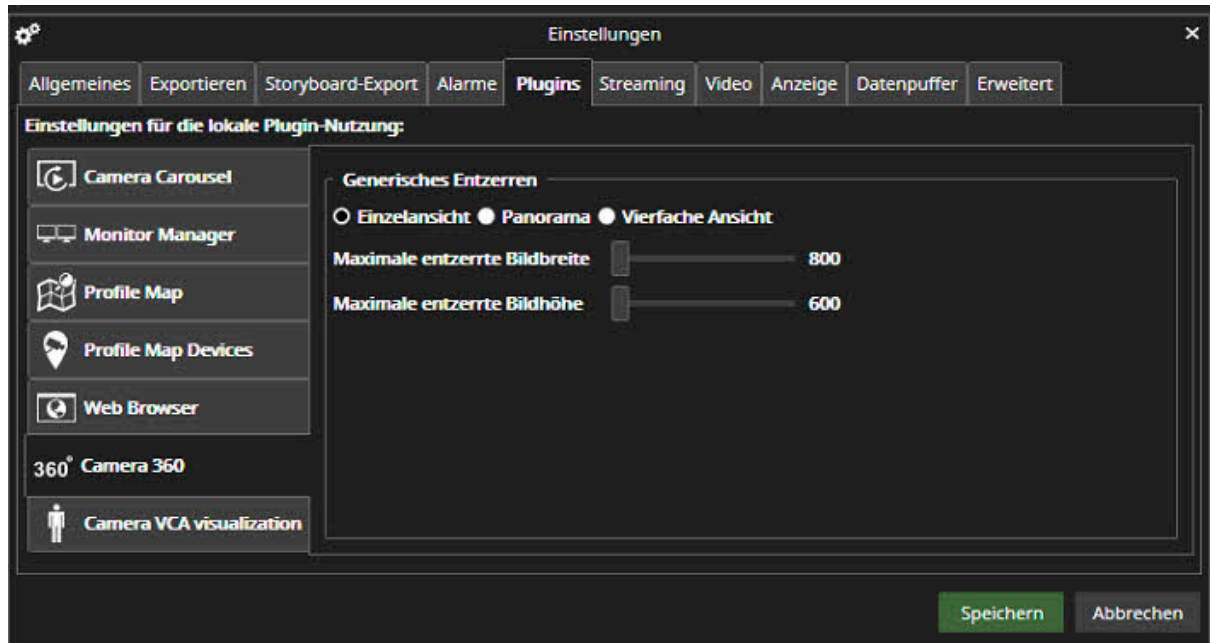 Einstellungen
Allgemeines Exportieren Storyboard-Export Alarme Plugins Streaming Video Anzeige Datenpuffer Erweitert
Einstellungen für die lokale Plugin-Nutzung:
Camera Carousel
Monitor Manager
Profile Map
Profile Map Devices
Web Browser
360° Camera 360
Camera VCA visualization
Generisches Entzerren
Einzelansicht Panorama Vierfache Ansicht
Maximale entzerrte Bildbreite 800
Maximale entzerrte Bildhöhe 600
Speichern Abbrechen